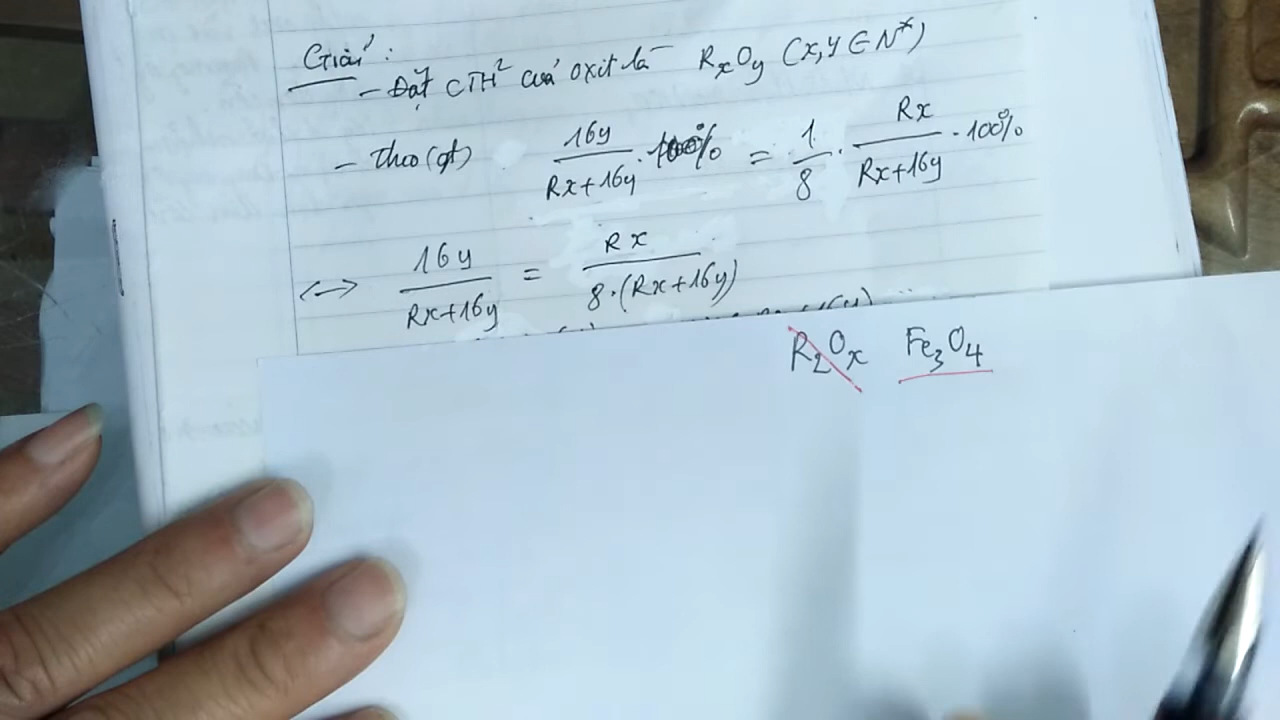 Giải:
- Đặt CTHH của oxit là RxOy (x,y ∈ N*)
- Theo (gt) 16y/(Rx+16y) · 100% = 1/8 · Rx/(Rx+16y) · 100%
<-> 16y/(Rx+16y) = Rx/(8·(Rx+16y))
R₂Oₓ Fe₃O₄